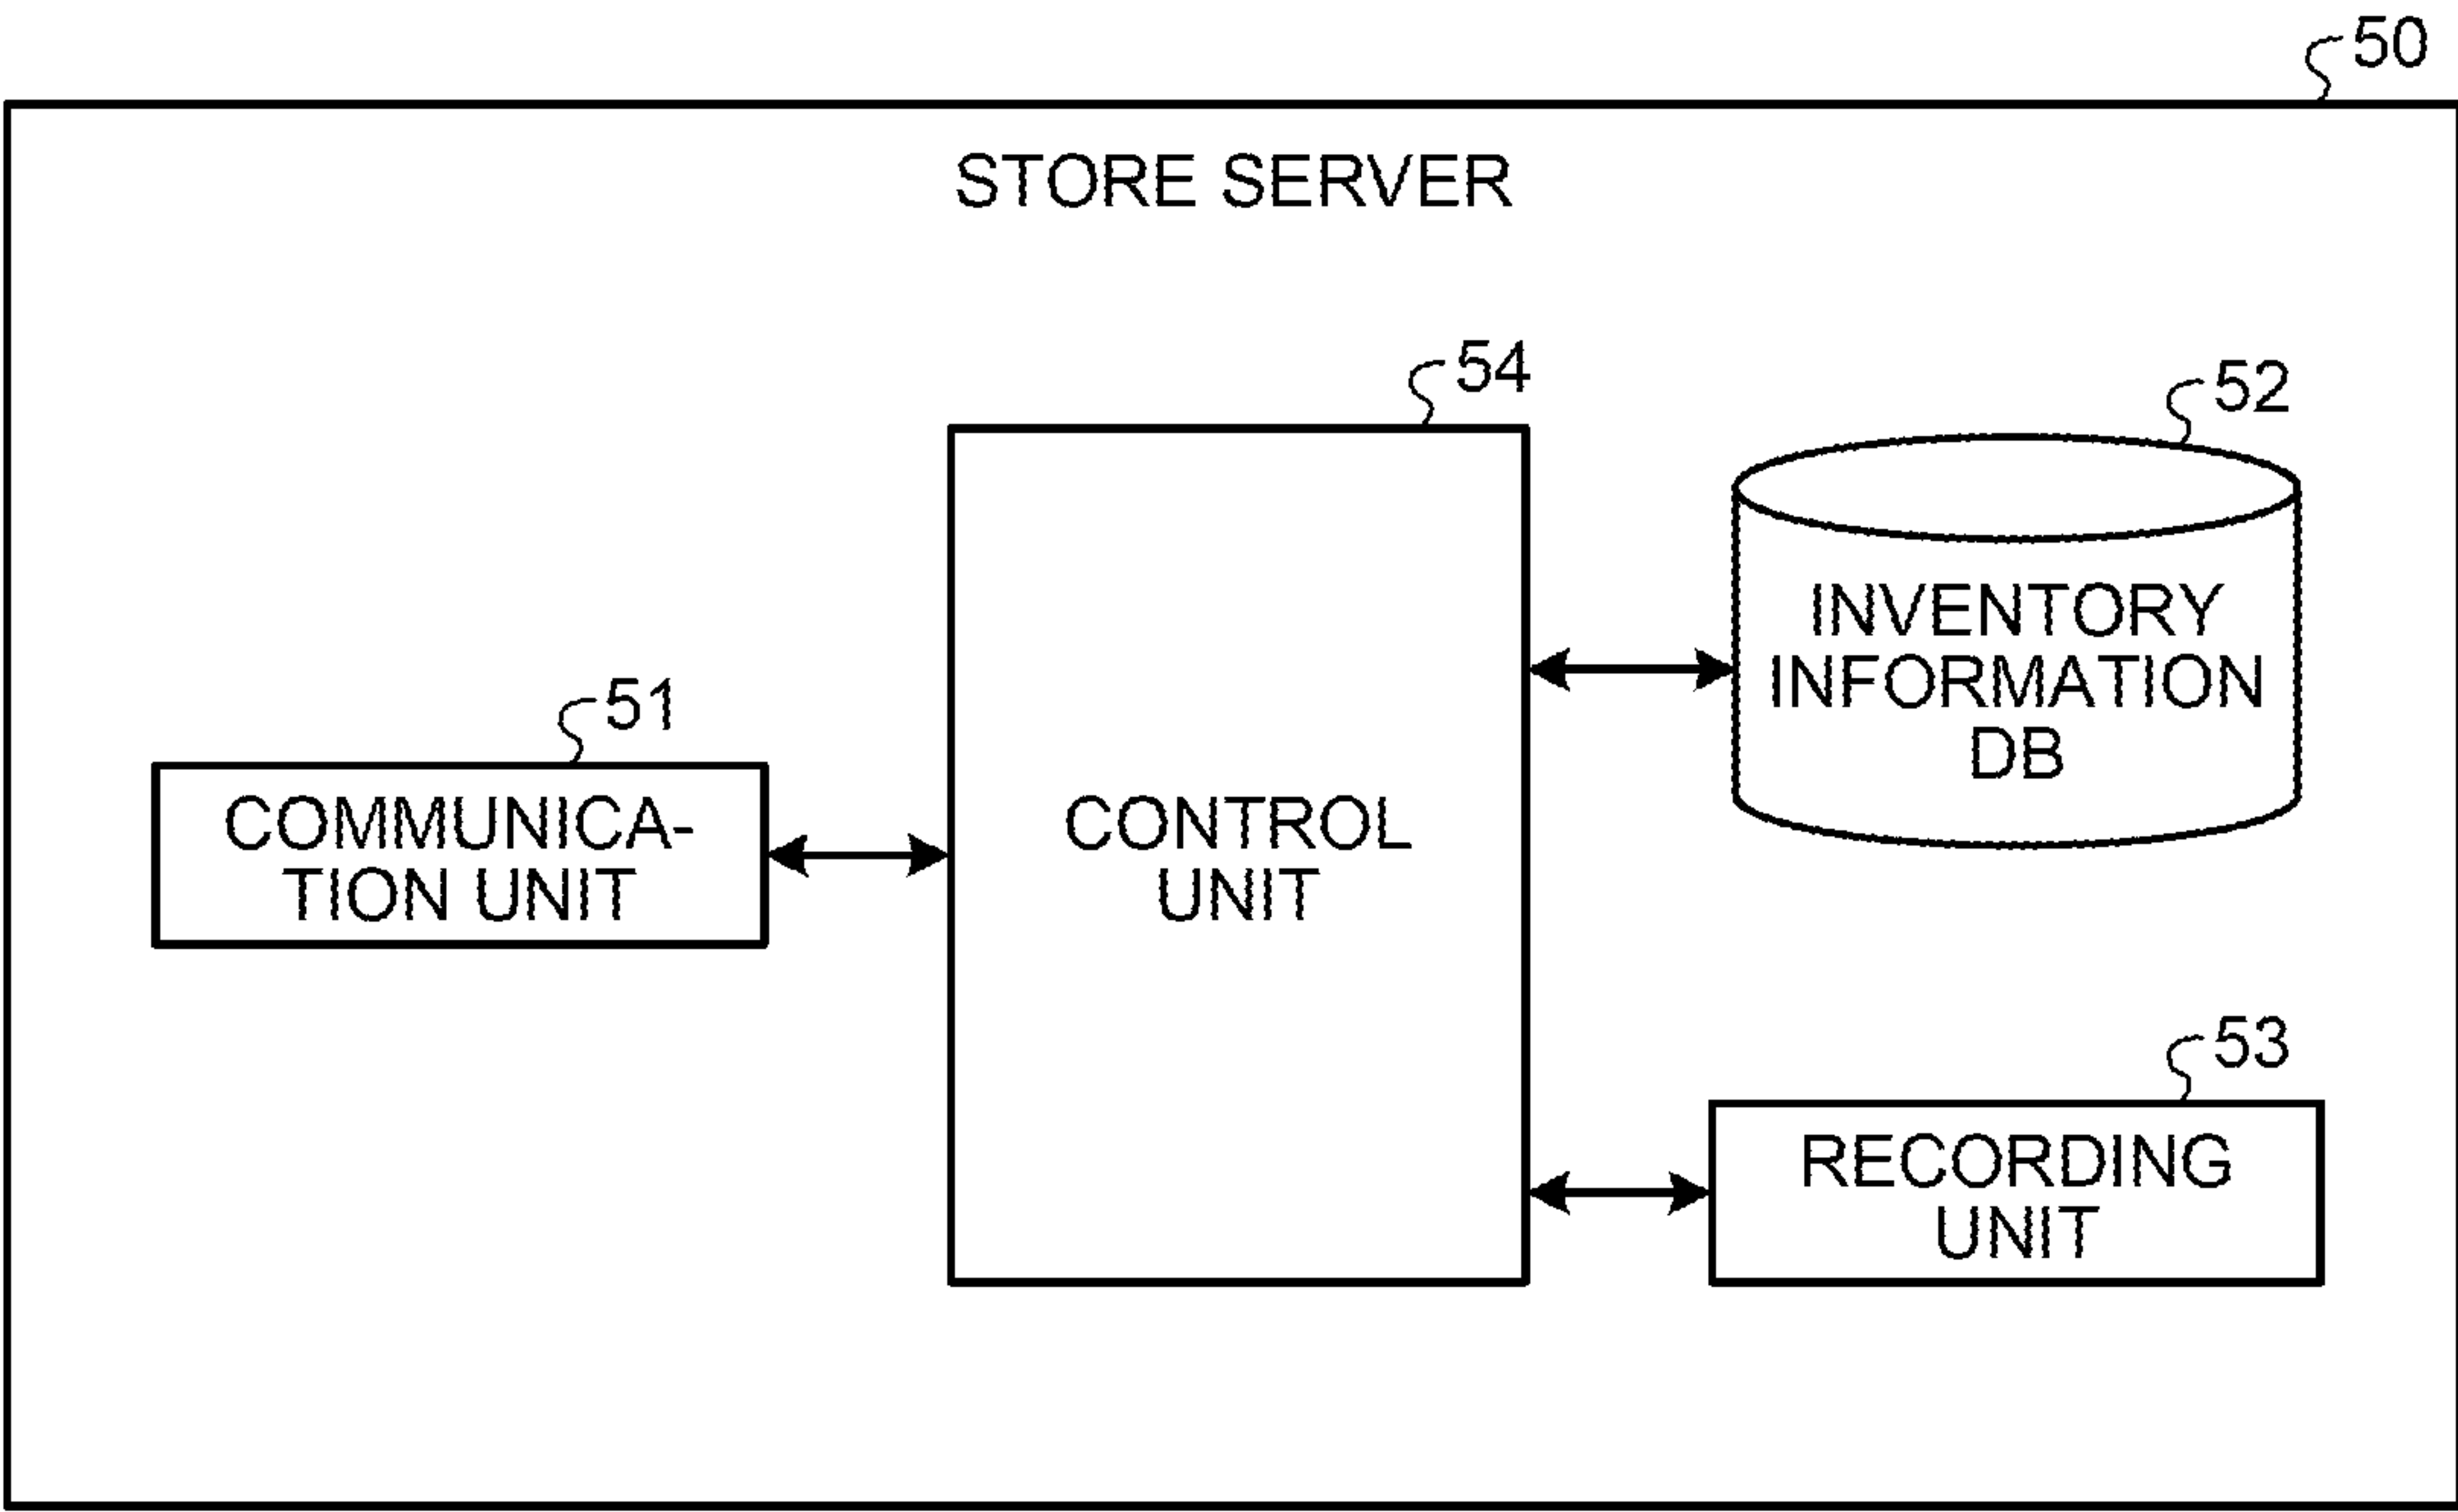 50
STORE SERVER
54
52
INVENTORY
INFORMATION
DB
51
COMMUNICA-
TION UNIT
CONTROL
UNIT
53
RECORDING
UNIT